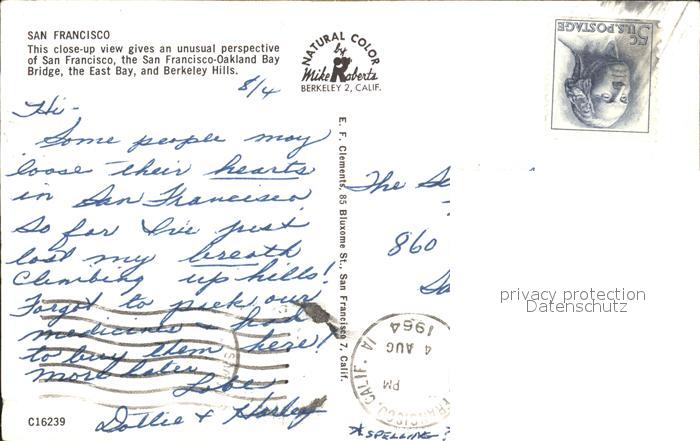 SAN FRANCISCO
This close-up view gives an unusual perspective
of San Francisco, the San Francisco-Oakland Bay
Bridge, the East Bay, and Berkeley Hills.
NATURAL COLOR
by
Mike Roberts
BERKELEY 2, CALIF.
5¢
U.S. POSTAGE
8/4
Hi-
Some people may
loose their hearts
in San Francisco
So far I've just
lost my breath
Climbing up hills!
Forgot to pick our
medicines - had
to buy them here!
more later
Love
Dollie + Harley
C16239
E. F. Clements, 85 Bluxome St., San Francisco 7, Calif.
The
860
privacy protection
Datenschutz
FRANCISCO, CALIF.
PM
4 AUG
1964
*SPELLING?